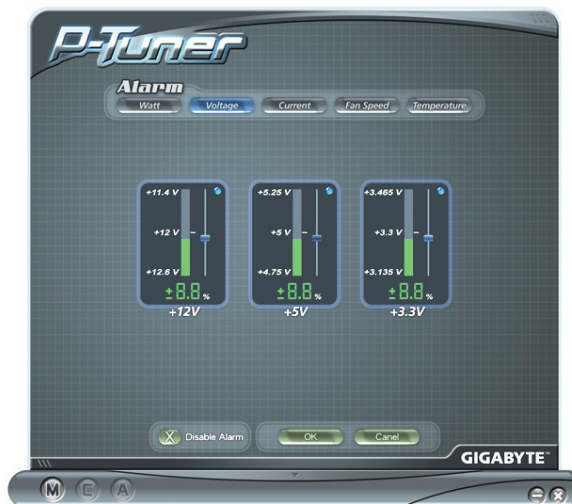 P-Tuner
Alarm
Watt Voltage Current Fan Speed Temperature
+11.4 V +5.25 V +3.465 V
+12 V +5 V +3.3 V
+12.6 V +4.75 V +3.135 V
±8.8 % ±8.8 % ±8.8 %
+12V +5V +3.3V
X Disable Alarm OK Canel
GIGABYTE™
M E A